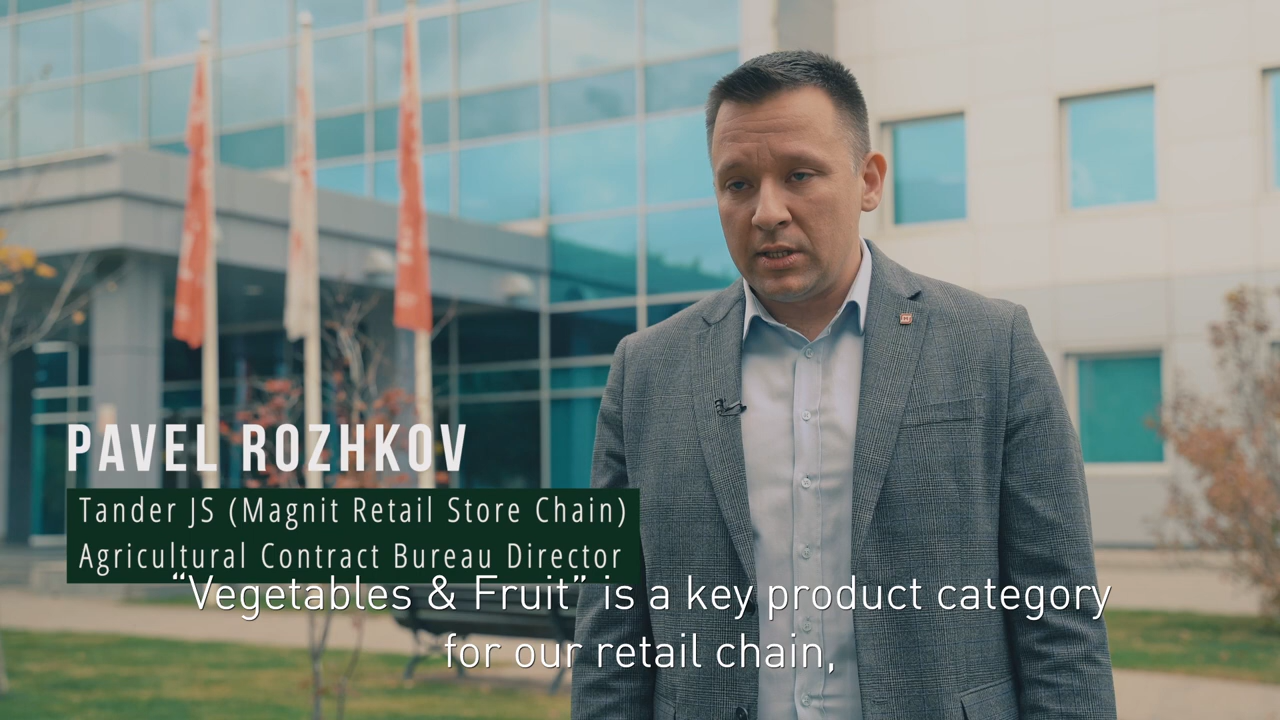 PAVEL ROZHKOV
Tander JS (Magnit Retail Store Chain)
Agricultural Contract Bureau Director
“Vegetables & Fruit” is a key product category
for our retail chain,